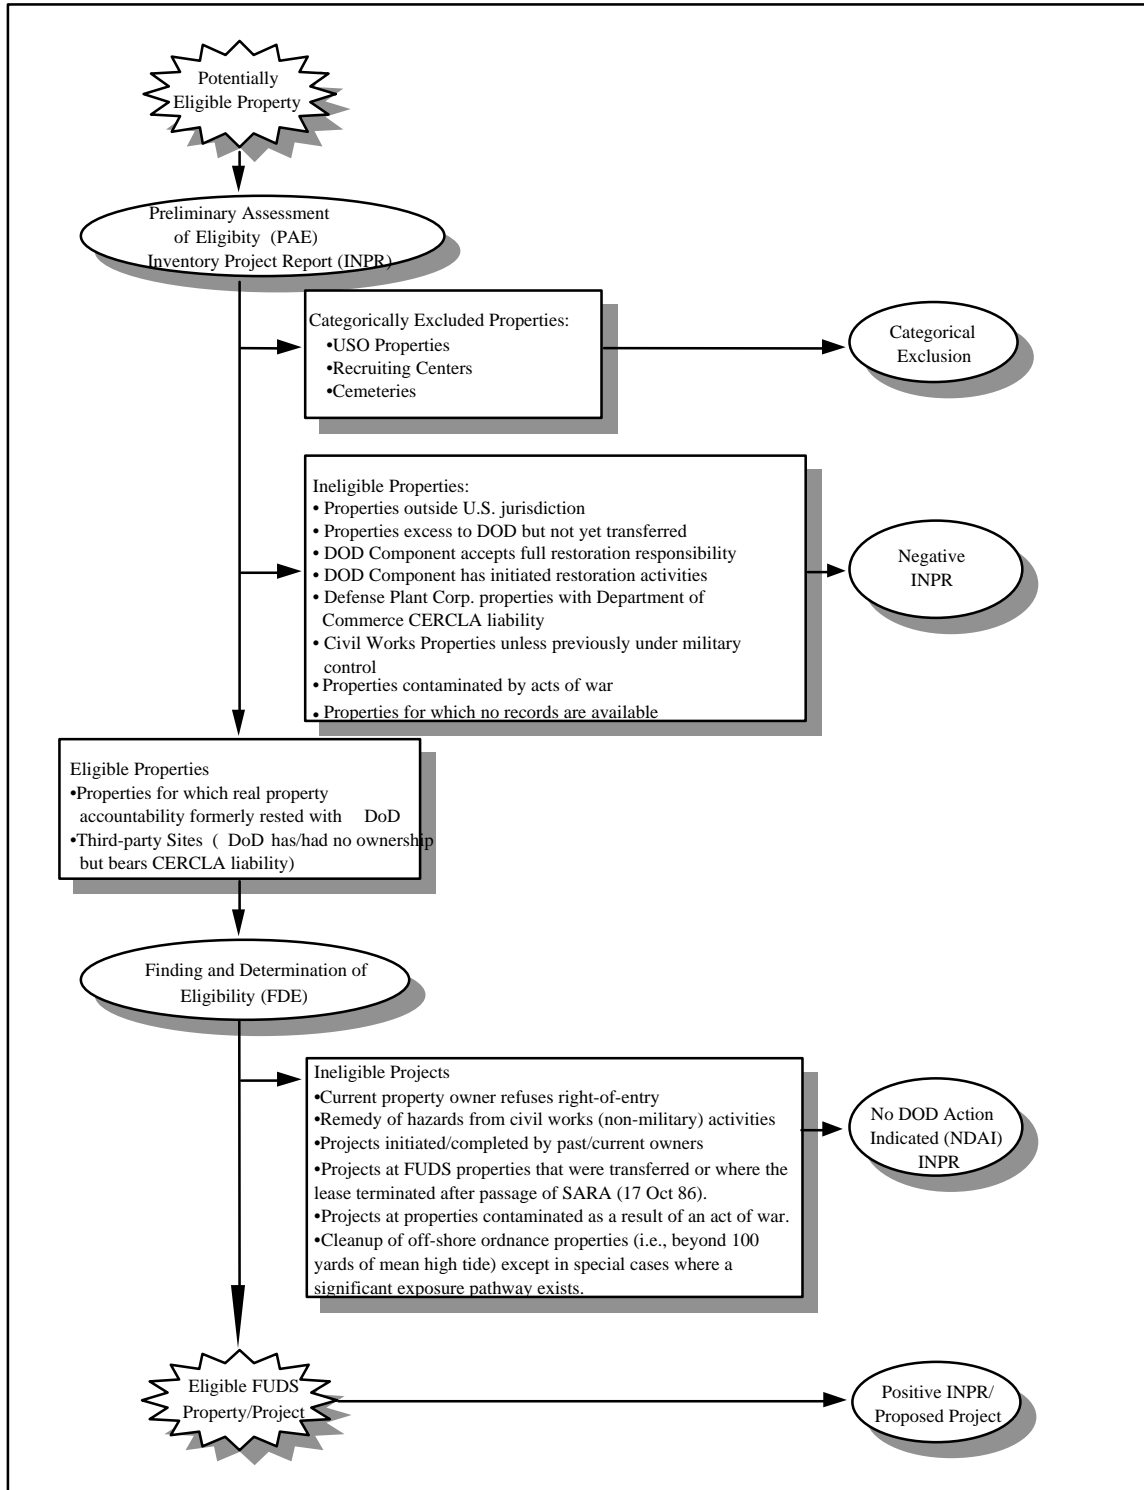 Potentially
Eligible Property
Preliminary Assessment
of Eligibity (PAE)
Inventory Project Report (INPR)
Categorically Excluded Properties:
•USO Properties
•Recruiting Centers
•Cemeteries
Categorical
Exclusion
Ineligible Properties:
• Properties outside U.S. jurisdiction
• Properties excess to DOD but not yet transferred
• DOD Component accepts full restoration responsibility
• DOD Component has initiated restoration activities
• Defense Plant Corp. properties with Department of
Commerce CERCLA liability
• Civil Works Properties unless previously under military
control
• Properties contaminated by acts of war
• Properties for which no records are available
Negative
INPR
Eligible Properties
•Properties for which real property
accountability formerly rested with DoD
•Third-party Sites ( DoD has/had no ownership
but bears CERCLA liability)
Finding and Determination of
Eligibility (FDE)
Ineligible Projects
•Current property owner refuses right-of-entry
•Remedy of hazards from civil works (non-military) activities
•Projects initiated/completed by past/current owners
•Projects at FUDS properties that were transferred or where the
lease terminated after passage of SARA (17 Oct 86).
•Projects at properties contaminated as a result of an act of war.
•Cleanup of off-shore ordnance properties (i.e., beyond 100
yards of mean high tide) except in special cases where a
significant exposure pathway exists.
No DOD Action
Indicated (NDAI)
INPR
Eligible FUDS
Property/Project
Positive INPR/
Proposed Project